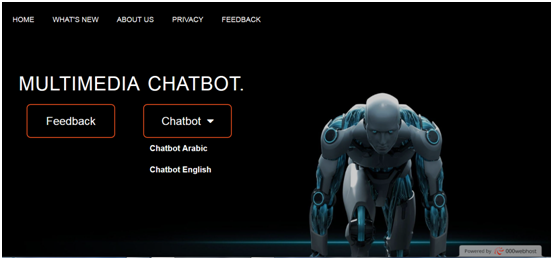 HOME WHAT'S NEW ABOUT US PRIVACY FEEDBACK
MULTIMEDIA CHATBOT.
Feedback Chatbot
Chatbot Arabic
Chatbot English
Powered by 000webhost